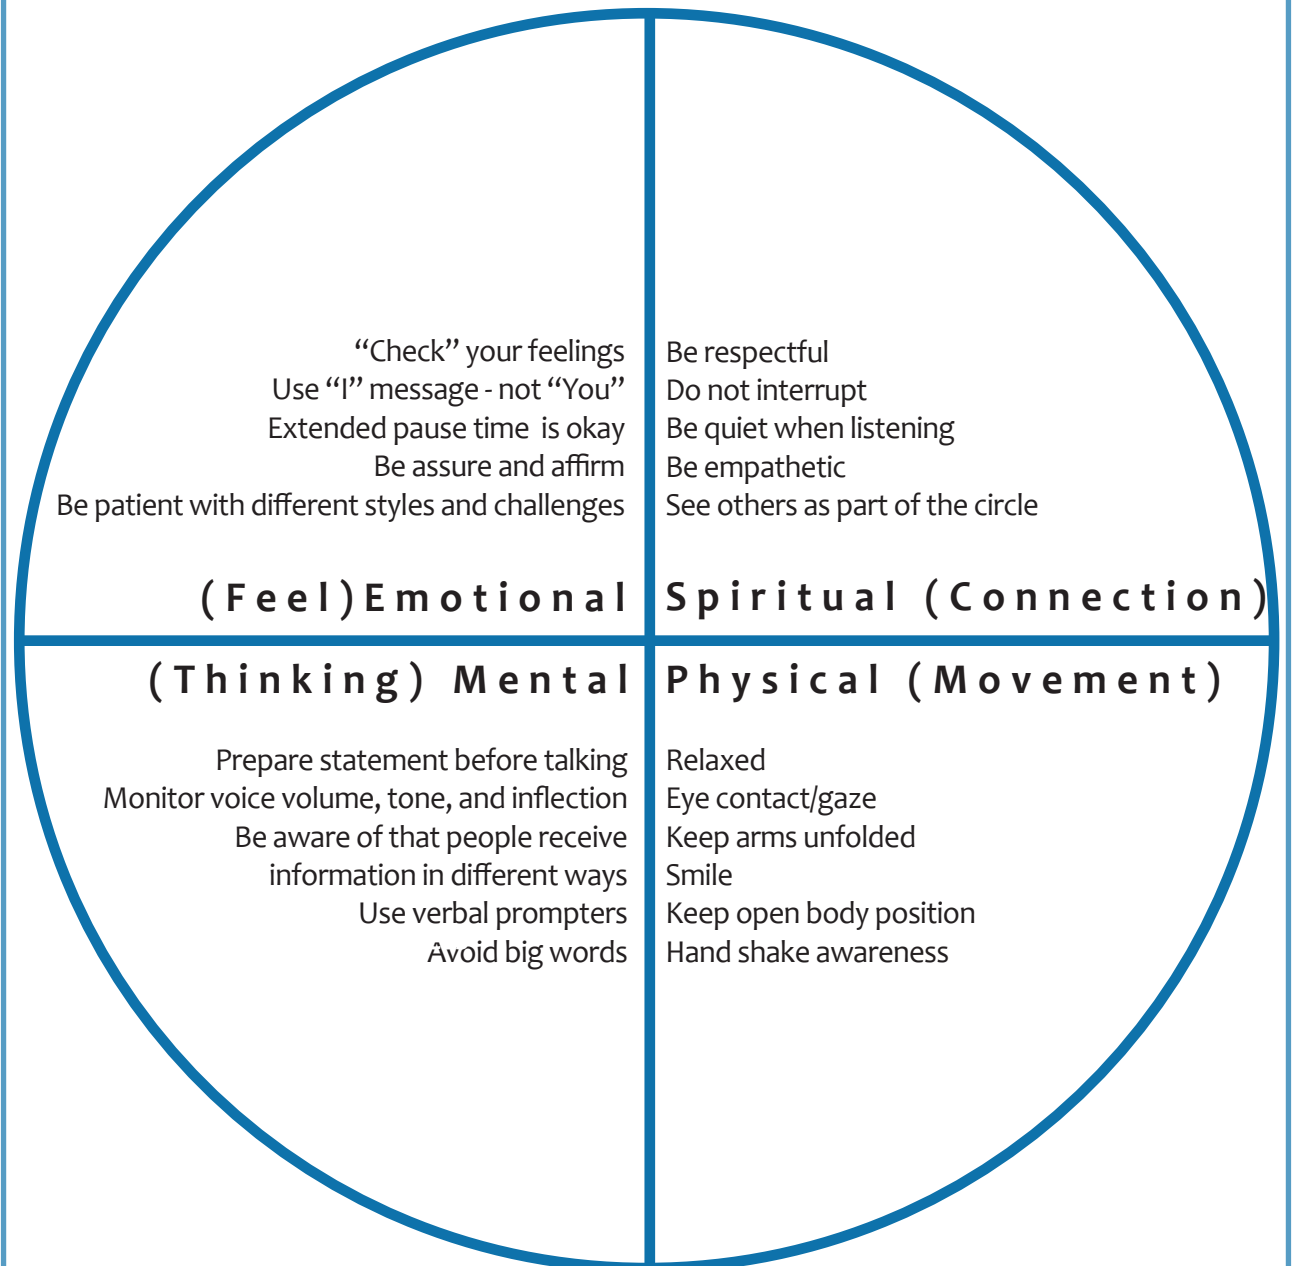 “Check” your feelings
Use “I” message - not “You”
Extended pause time  is okay
Be assure and affirm
Be patient with different styles and challenges
(Feel)Emotional
Be respectful
Do not interrupt
Be quiet when listening
Be empathetic
See others as part of the circle
Spiritual (Connection)
(Thinking) Mental
Prepare statement before talking
Monitor voice volume, tone, and inflection
Be aware of that people receive
information in different ways
Use verbal prompters
Avoid big words
Physical (Movement)
Relaxed
Eye contact/gaze
Keep arms unfolded
Smile
Keep open body position
Hand shake awareness